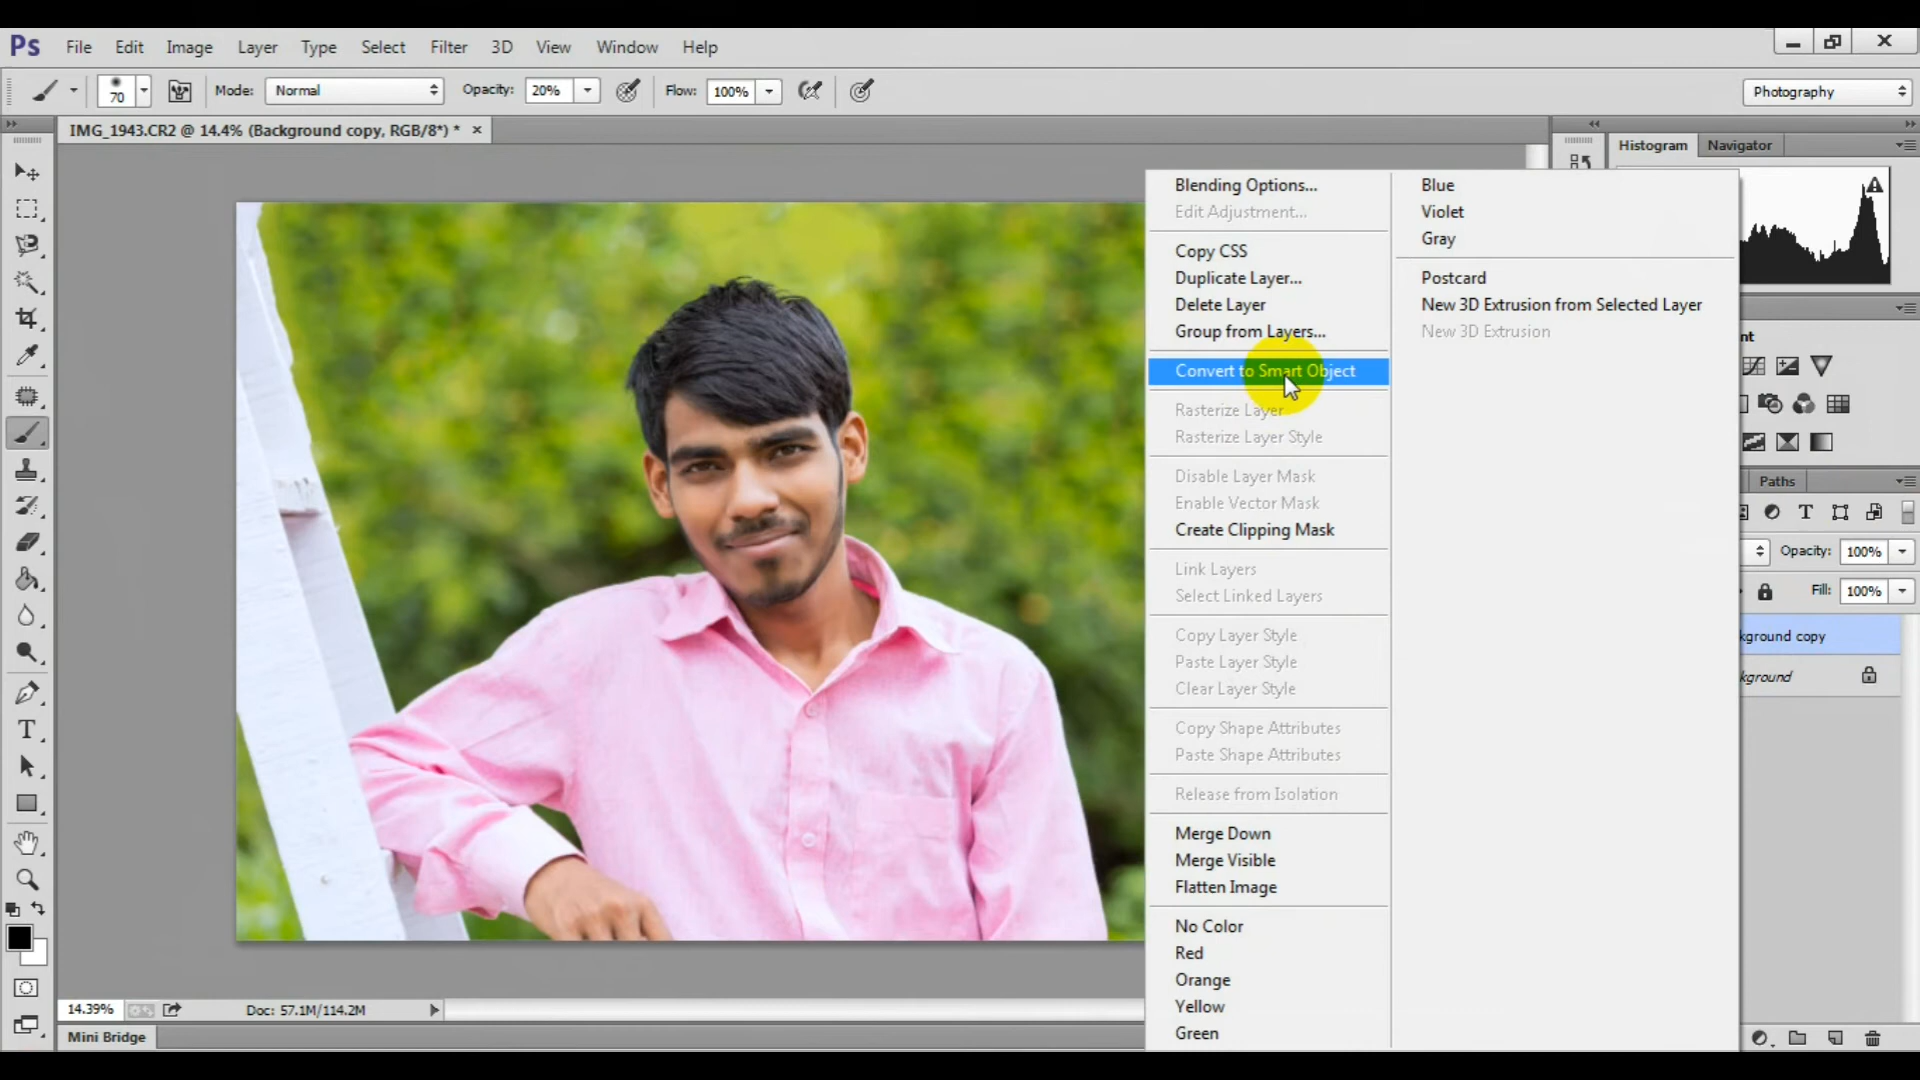 Ps File Edit Image Layer Type Select Filter 3D View Window Help
70 Mode: Normal Opacity: 20% Flow: 100% Photography
IMG_1943.CR2 @ 14.4% (Background copy, RGB/8*) * ×
Histogram Navigator
Blending Options...
Edit Adjustment...
Copy CSS
Duplicate Layer...
Delete Layer
Group from Layers...
Convert to Smart Object
Rasterize Layer
Rasterize Layer Style
Disable Layer Mask
Enable Vector Mask
Create Clipping Mask
Link Layers
Select Linked Layers
Copy Layer Style
Paste Layer Style
Clear Layer Style
Copy Shape Attributes
Paste Shape Attributes
Release from Isolation
Merge Down
Merge Visible
Flatten Image
No Color
Red
Orange
Yellow
Green
Blue
Violet
Gray
Postcard
New 3D Extrusion from Selected Layer
New 3D Extrusion
nt
Paths
T
Opacity: 100%
Fill: 100%
kground copy
kground
T
14.39% Doc: 57.1M/114.2M
Mini Bridge